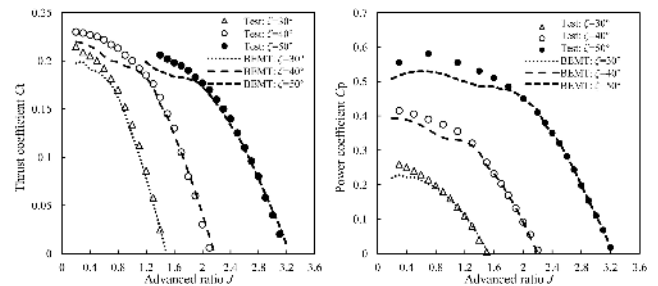 0.25
0.2
0.15
0.1
0.05
0
0 0.4 0.8 1.2 1.6 2 2.4 2.8 3.2 3.6
Thrust coefficient Ct
Advanced ratio J
Test: ζ=30°
Test: ζ=40°
Test: ζ=50°
BEMT: ζ=30°
BEMT: ζ=40°
BEMT: ζ=50°
0.7
0.6
0.5
0.4
0.3
0.2
0.1
0
0 0.4 0.8 1.2 1.6 2 2.4 2.8 3.2 3.6
Power coefficient Cp
Advanced ratio J
Test: ζ=30°
Test: ζ=40°
Test: ζ=50°
BEMT: ζ=30°
BEMT: ζ=40°
BEMT: ζ=50°